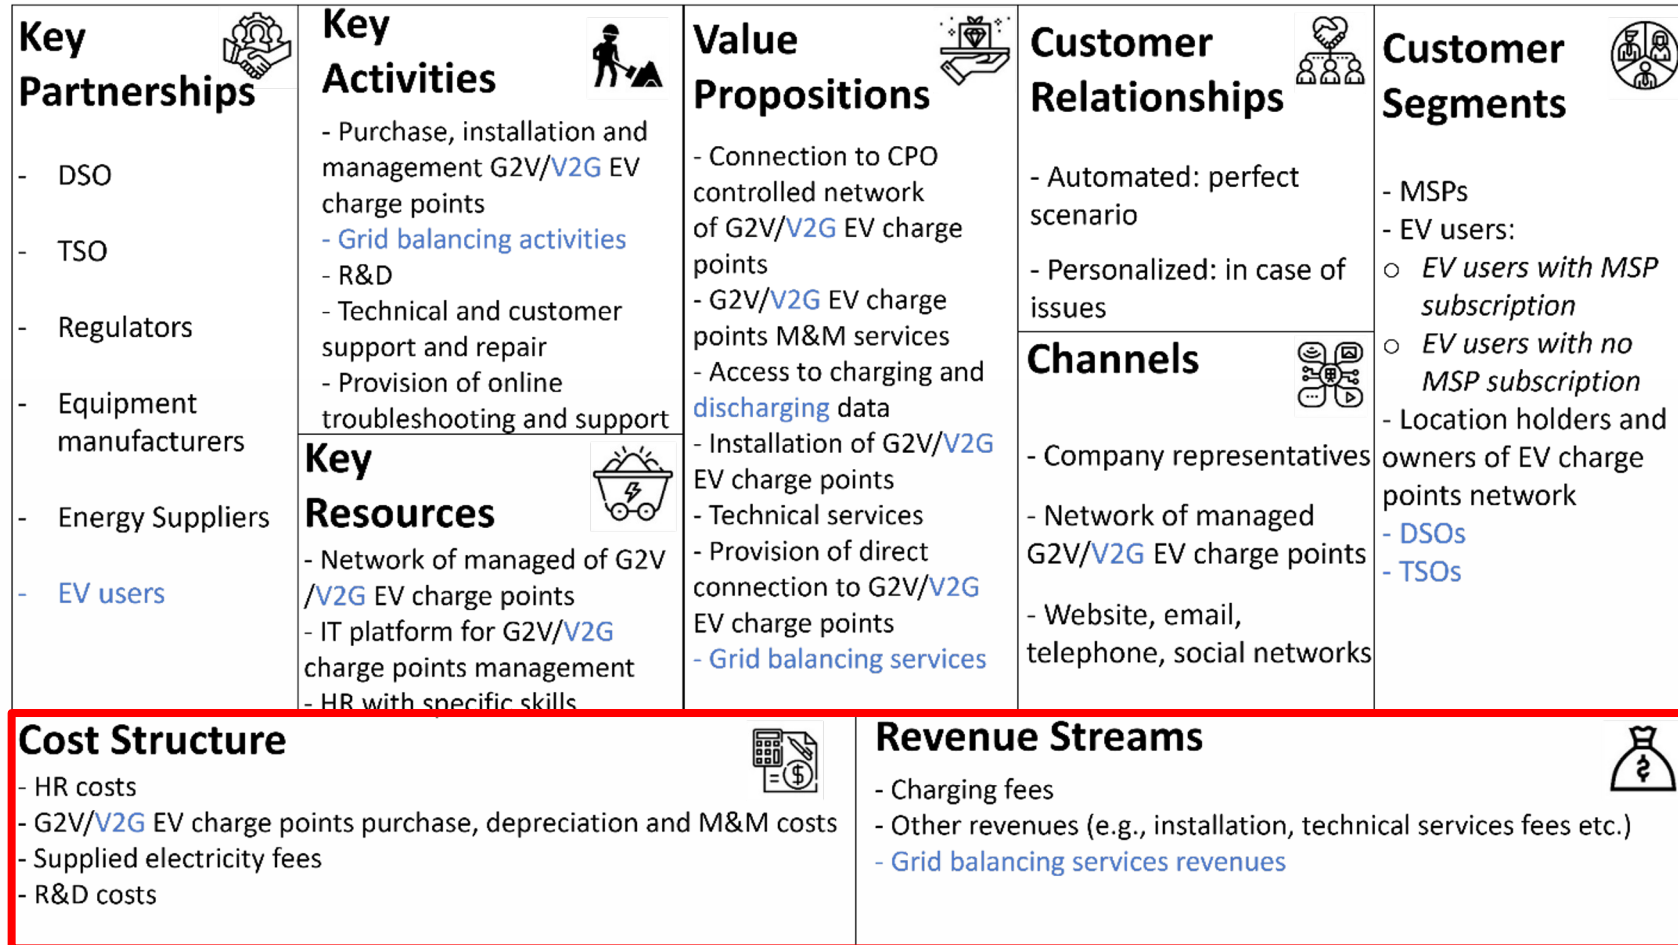 Key
Partnerships
- DSO
- TSO
- Regulators
- Equipment
manufacturers
- Energy Suppliers
- EV users
Key
Activities
- Purchase, installation and
management G2V/V2G EV
charge points
- Grid balancing activities
- R&D
- Technical and customer
support and repair
- Provision of online
troubleshooting and support
Key
Resources
- Network of managed of G2V
/V2G EV charge points
- IT platform for G2V/V2G
charge points management
- HR with specific skills
Value
Propositions
- Connection to CPO
controlled network
of G2V/V2G EV charge
points
- G2V/V2G EV charge
points M&M services
- Access to charging and
discharging data
- Installation of G2V/V2G
EV charge points
- Technical services
- Provision of direct
connection to G2V/V2G
EV charge points
- Grid balancing services
Customer
Relationships
- Automated: perfect
scenario
- Personalized: in case of
issues
Channels
- Company representatives
- Network of managed
G2V/V2G EV charge points
- Website, email,
telephone, social networks
Customer
Segments
- MSPs
- EV users:
o EV users with MSP
subscription
o EV users with no
MSP subscription
- Location holders and
owners of EV charge
points network
- DSOs
- TSOs
Cost Structure
- HR costs
- G2V/V2G EV charge points purchase, depreciation and M&M costs
- Supplied electricity fees
- R&D costs
Revenue Streams
- Charging fees
- Other revenues (e.g., installation, technical services fees etc.)
- Grid balancing services revenues